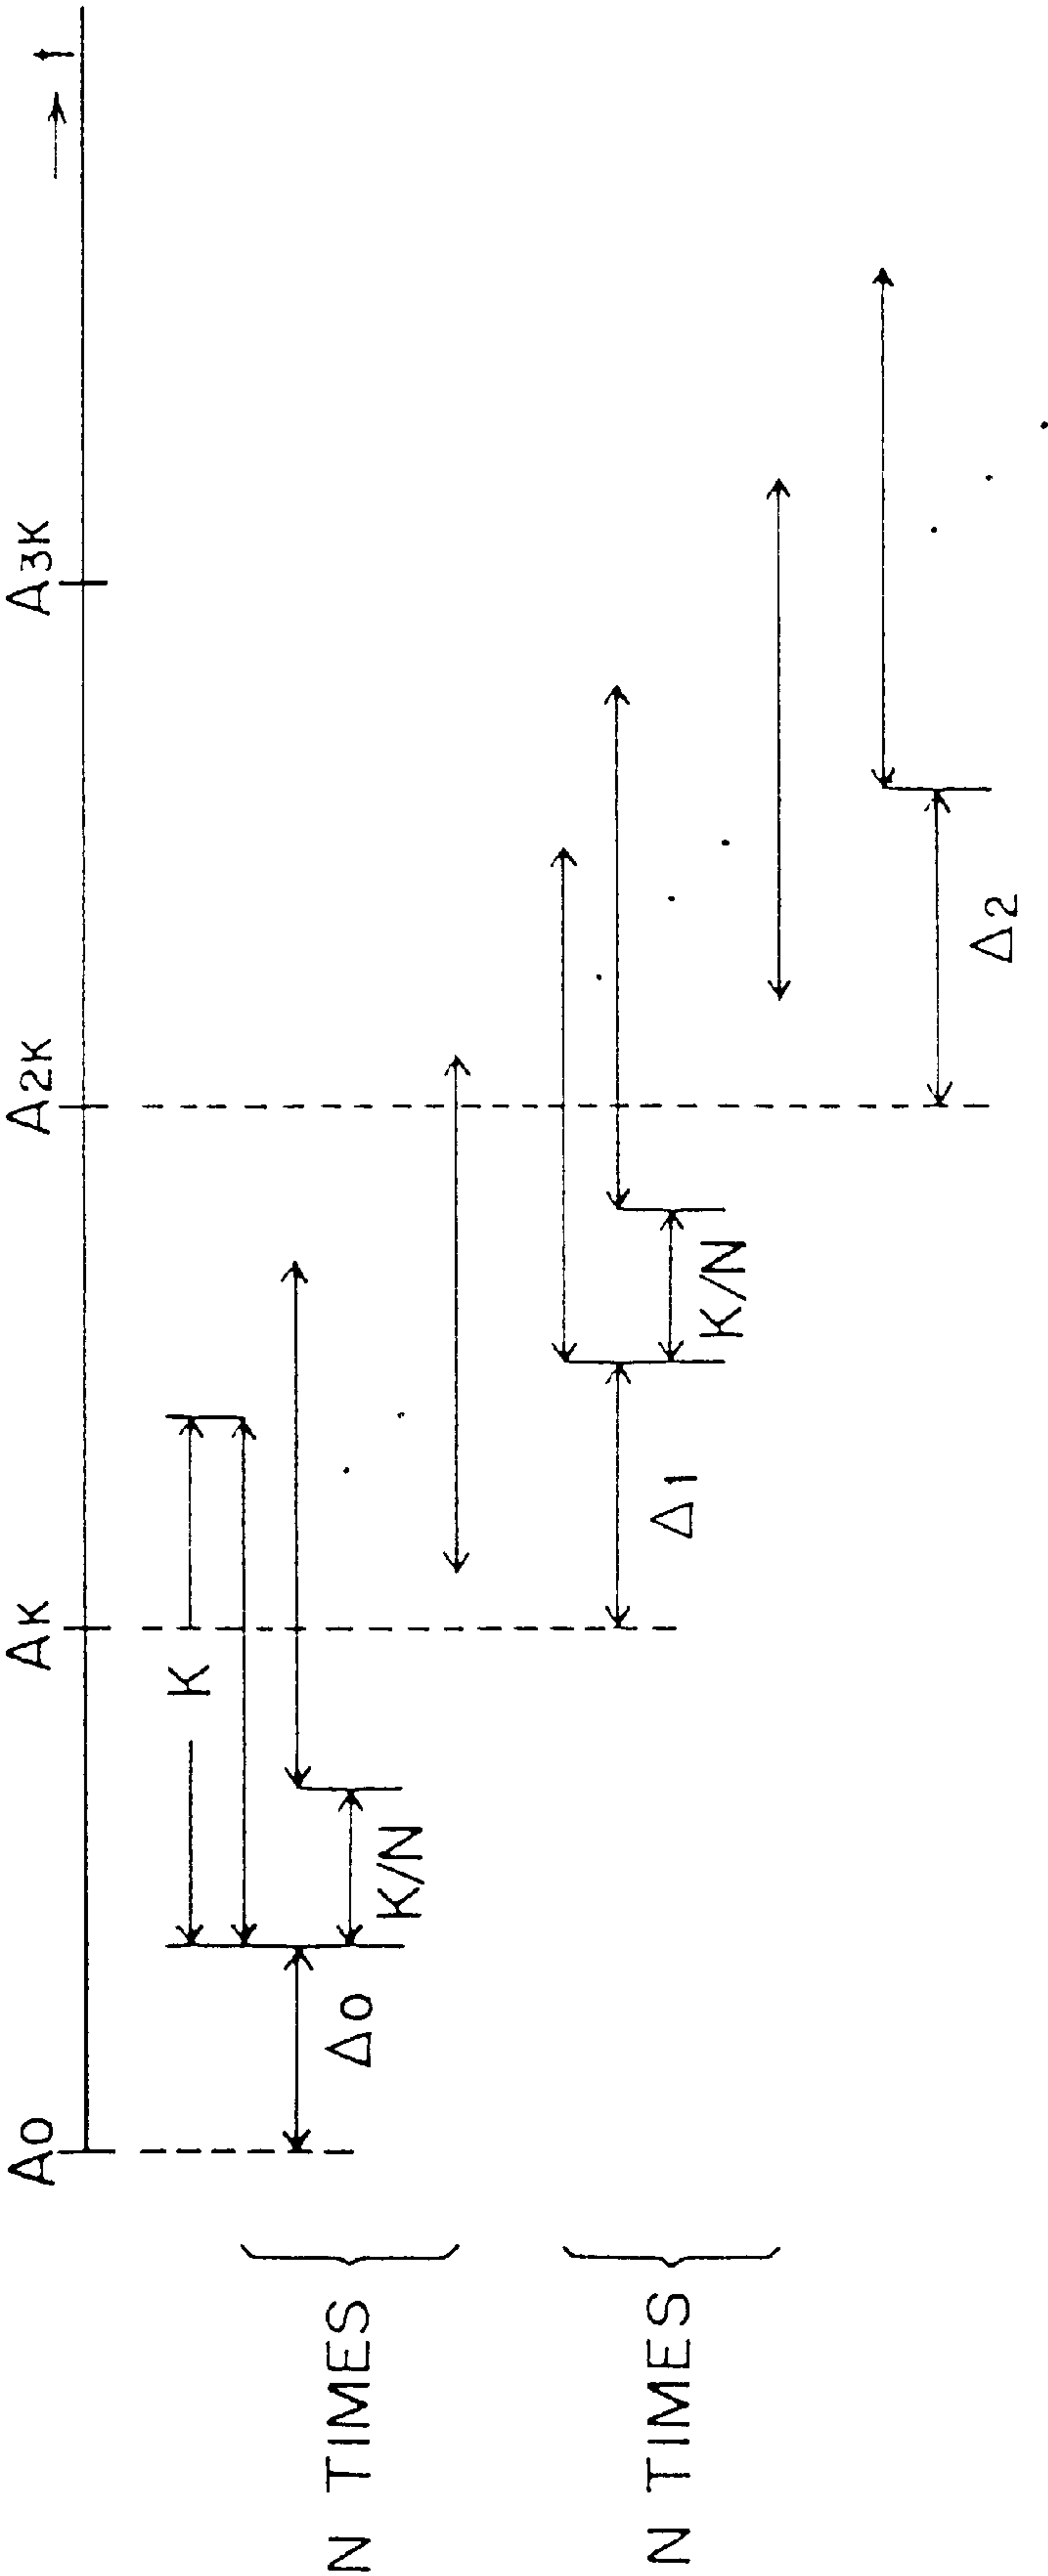 A0 AK A2K A3K → t
K
N TIMES
Δ0 K/N
N TIMES
Δ1 K/N
Δ2